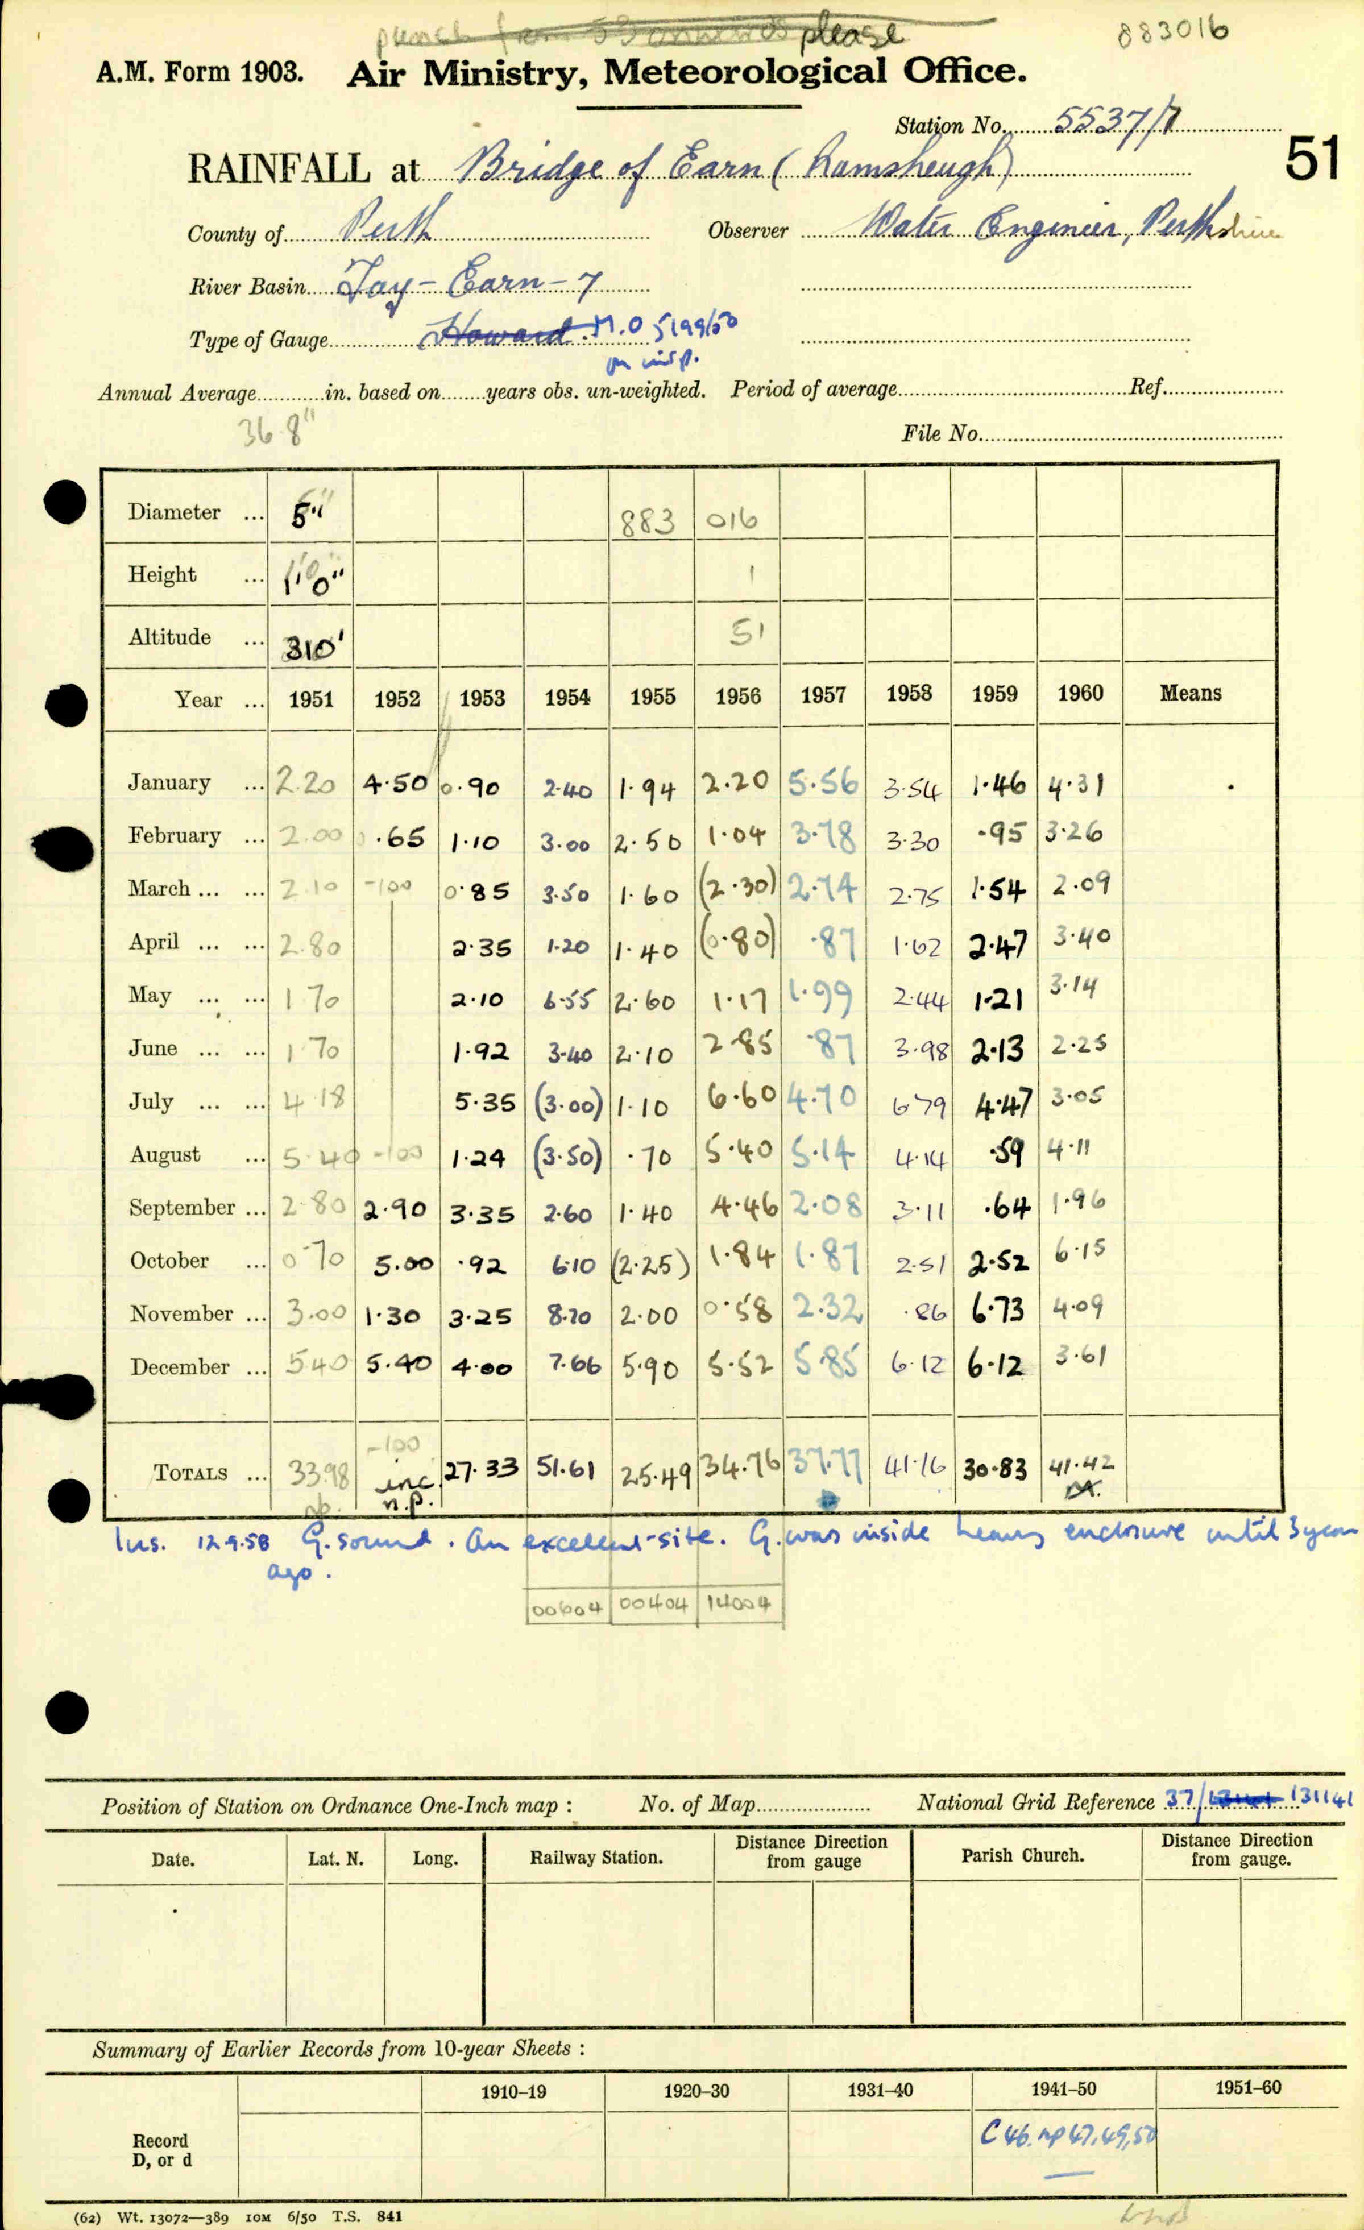 punch from 53 onwards please
883016
A.M. Form 1903. Air Ministry, Meteorological Office.
Station No. 5537/7
51
RAINFALL at Bridge of Earn (Lamsheugh)
County of Perth Observer Water Engineer, Perthshire
River Basin Tay - Earn - 7
Type of Gauge Howard. M.O 5199/50
on insp.
Annual Average in. based on years obs. un-weighted. Period of average Ref.
36.8"
File No.
Diameter ... 5" 883 016
Height ... 1'0" 1
Altitude ... 310' 51
Year ... 1951 1952 1953 1954 1955 1956 1957 1958 1959 1960 Means
January ... 2.20 4.50 0.90 2.40 1.94 2.20 5.56 3.54 1.46 4.31
February ... 2.00 .65 1.10 3.00 2.50 1.04 3.78 3.30 .95 3.26
March ... ... 2.10 -100 0.85 3.50 1.60 (2.30) 2.74 2.75 1.54 2.09
April ... ... 2.80 2.35 1.20 1.40 (0.80) .87 1.62 2.47 3.40
May ... ... 1.70 2.10 6.55 2.60 1.17 1.99 2.44 1.21 3.14
June ... ... 1.70 1.92 3.40 2.10 2.85 .87 3.98 2.13 2.25
July ... ... 4.18 5.35 (3.00) 1.10 6.60 4.70 6.79 4.47 3.05
August ... 5.40 -100 1.24 (3.50) .70 5.40 5.14 4.14 .59 4.11
September ... 2.80 2.90 3.35 2.60 1.40 4.46 2.08 3.11 .64 1.96
October ... 0.70 5.00 .92 6.10 (2.25) 1.84 1.87 2.51 2.52 6.15
November ... 3.00 1.30 3.25 8.70 2.00 0.58 2.32 .86 6.73 4.09
December ... 5.40 5.40 4.00 7.66 5.90 5.52 5.85 6.12 6.12 3.61
-100
TOTALS ... 33.98 inc. 27.33 51.61 25.49 34.76 37.77 41.16 30.83 41.42
np. n.p.
Ins. 12.9.58 G. sound. An excellent site. G. was inside heavy enclosure until 3 years
ago.
00604 00404 14004
Position of Station on Ordnance One-Inch map : No. of Map National Grid Reference 37/ 131141
Date. Lat. N. Long. Railway Station. Distance Direction from gauge Parish Church. Distance Direction from gauge.
Summary of Earlier Records from 10-year Sheets :
1910–19 1920–30 1931–40 1941–50 1951–60
Record D, or d C 46. np 47, 49, 50
(62) Wt. 13072—389 10M 6/50 T.S. 841